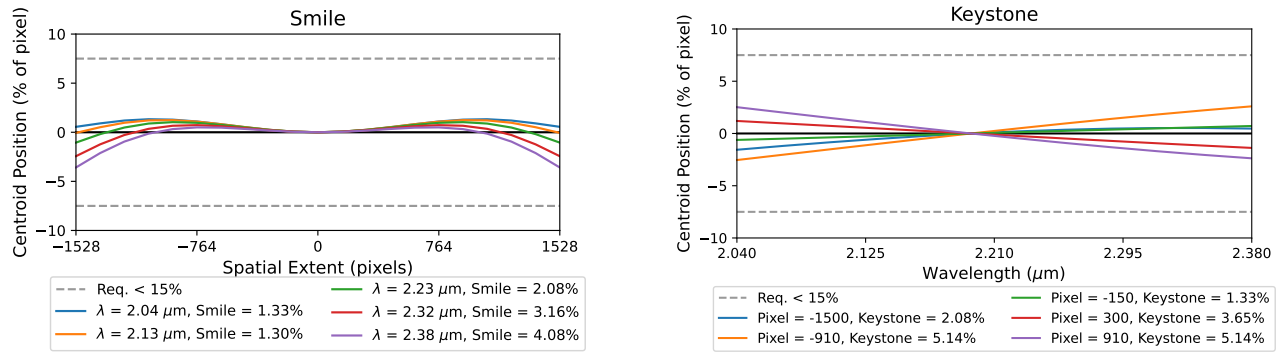 Smile
Centroid Position (% of pixel)
10
5
0
−5
−10
−1528
−764
0
764
1528
Spatial Extent (pixels)
Req. < 15%
λ = 2.04 μm, Smile = 1.33%
λ = 2.13 μm, Smile = 1.30%
λ = 2.23 μm, Smile = 2.08%
λ = 2.32 μm, Smile = 3.16%
λ = 2.38 μm, Smile = 4.08%
Keystone
Centroid Position (% of pixel)
10
5
0
−5
−10
2.040
2.125
2.210
2.295
2.380
Wavelength (μm)
Req. < 15%
Pixel = -1500, Keystone = 2.08%
Pixel = -910, Keystone = 5.14%
Pixel = -150, Keystone = 1.33%
Pixel = 300, Keystone = 3.65%
Pixel = 910, Keystone = 5.14%